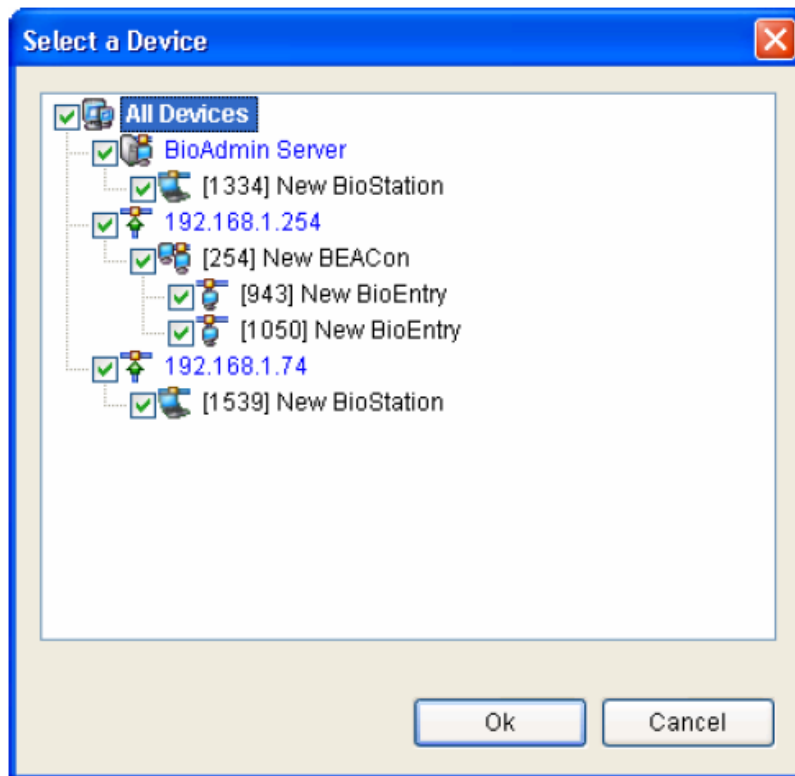 Select a Device
All Devices
BioAdmin Server
[1334] New BioStation
192.168.1.254
[254] New BEACon
[943] New BioEntry
[1050] New BioEntry
192.168.1.74
[1539] New BioStation
Ok Cancel